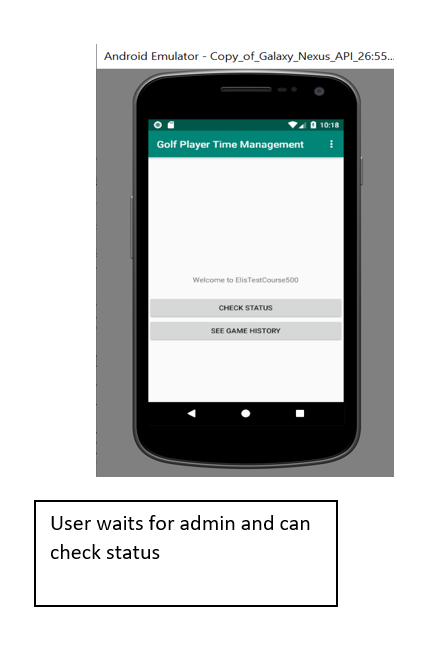 Android Emulator - Copy_of_Galaxy_Nexus_API_26:55...
10:18
Golf Player Time Management
Welcome to ElisTestCourse500
CHECK STATUS
SEE GAME HISTORY
User waits for admin and can
check status